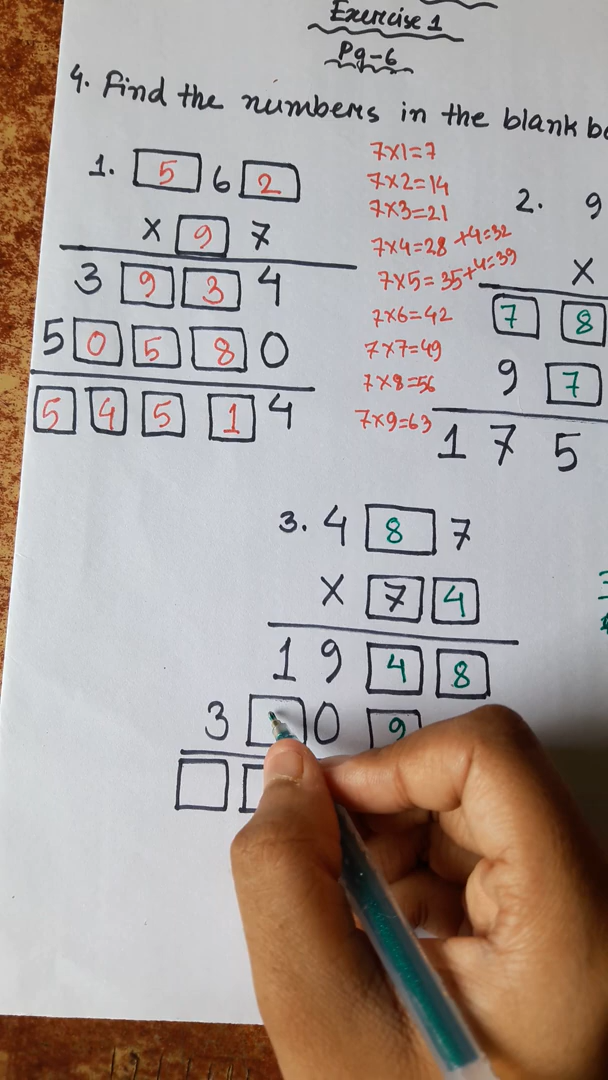 Exercise 1
Pg-6
4. Find the numbers in the blank
1. 5 6 2
× 9 7
3 9 3 4
5 0 5 8 0
5 4 5 1 4
7×1=7
7×2=14
7×3=21
7×4=28 +4=32
7×5=35+4=39
7×6=42
7×7=49
7×8=56
7×9=63
2. 9
×
7 8
9 7
1 7 5
3. 4 8 7
× 7 4
1 9 4 8
3 0 9